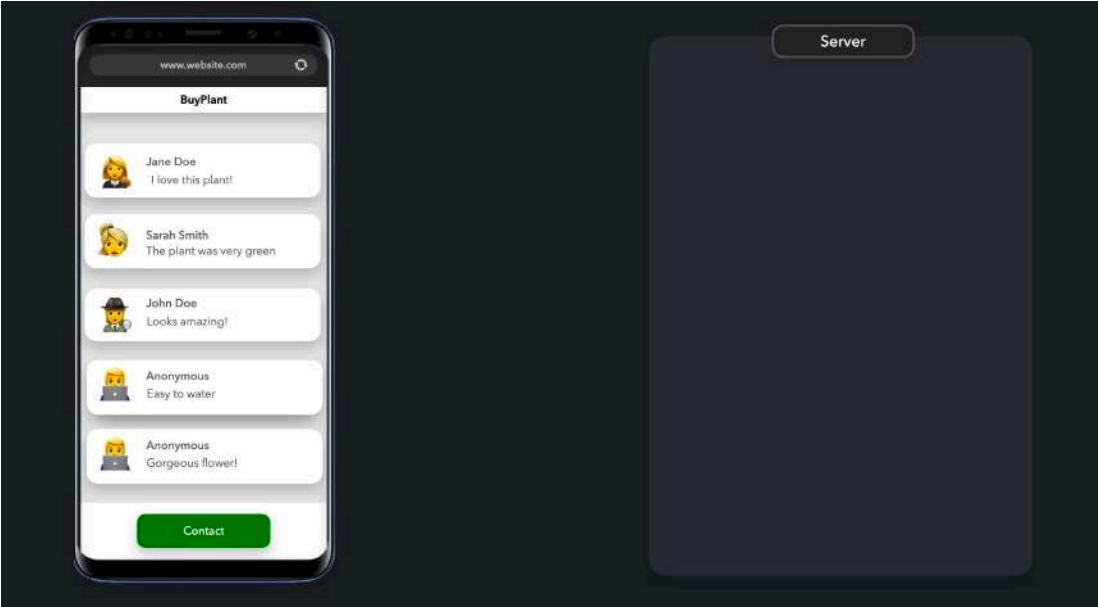 www.website.com
BuyPlant
Jane Doe
I love this plant!
Sarah Smith
The plant was very green
John Doe
Looks amazing!
Anonymous
Easy to water
Anonymous
Gorgeous flower!
Contact
Server